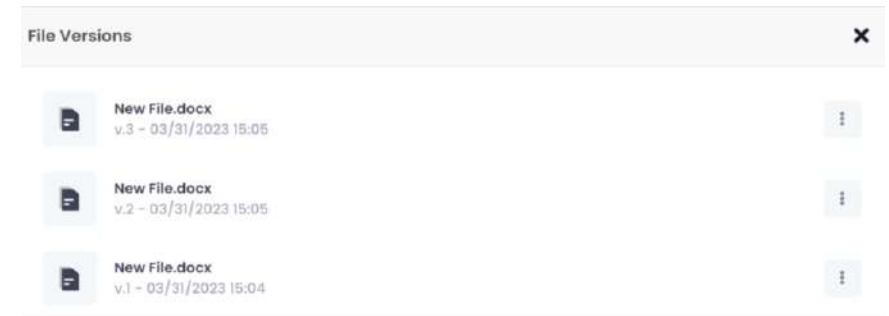 File Versions
New File.docx
v.3 - 03/31/2023 15:05
New File.docx
v.2 - 03/31/2023 15:05
New File.docx
v.1 - 03/31/2023 15:04